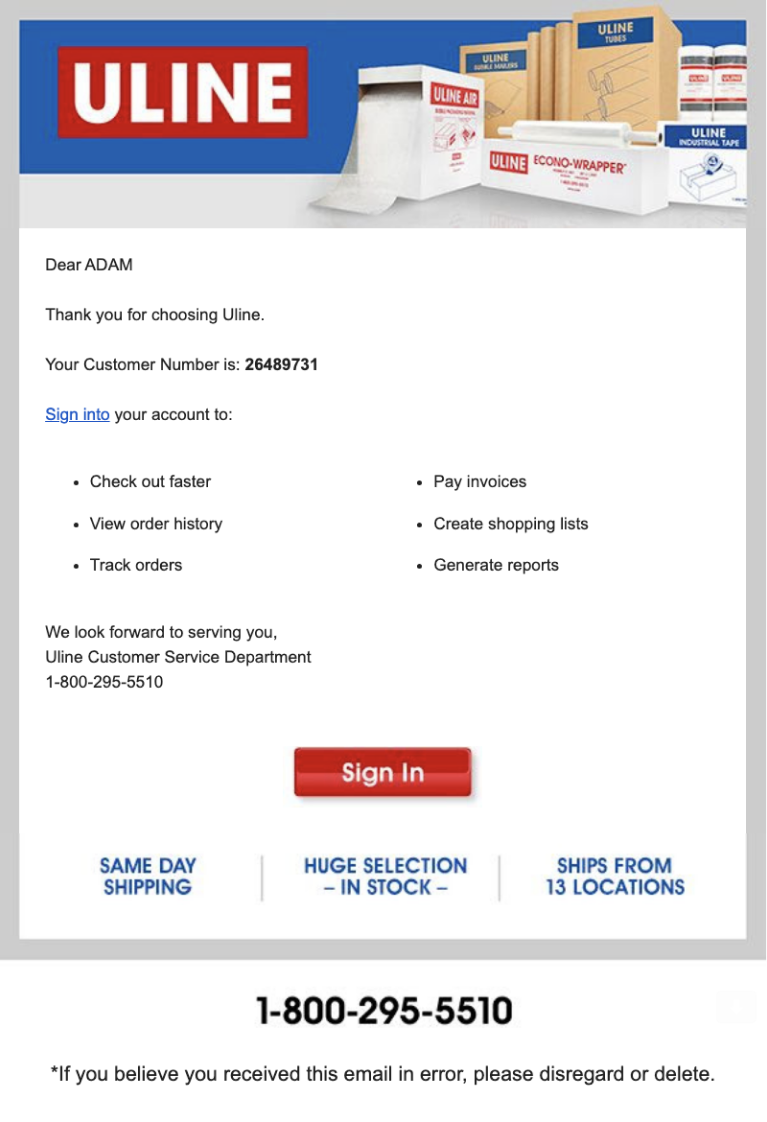 ULINE
ULINE
BUBBLE MAILERS
ULINE
TUBES
ULINE AIR
ULINE
ECONO-WRAPPER
ULINE
INDUSTRIAL TAPE
Dear ADAM
Thank you for choosing Uline.
Your Customer Number is: 26489731
Sign into your account to:
• Check out faster
• View order history
• Track orders
• Pay invoices
• Create shopping lists
• Generate reports
We look forward to serving you,
Uline Customer Service Department
1-800-295-5510
Sign In
SAME DAY
SHIPPING
HUGE SELECTION
– IN STOCK –
SHIPS FROM
13 LOCATIONS
1-800-295-5510
*If you believe you received this email in error, please disregard or delete.